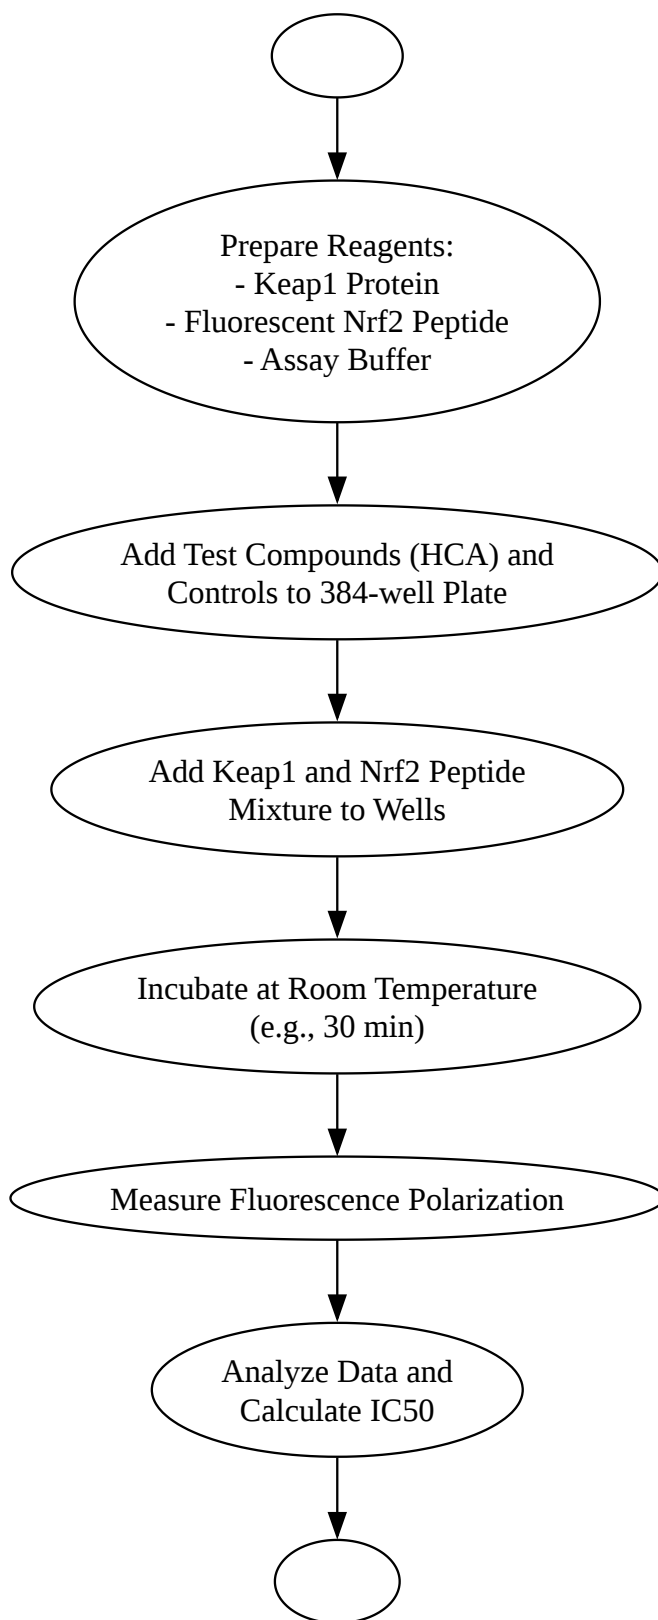 Prepare Reagents:
- Keap1 Protein
- Fluorescent Nrf2 Peptide
- Assay Buffer
Add Test Compounds (HCA) and
Controls to 384-well Plate
Add Keap1 and Nrf2 Peptide
Mixture to Wells
Incubate at Room Temperature
(e.g., 30 min)
Measure Fluorescence Polarization
Analyze Data and
Calculate IC50